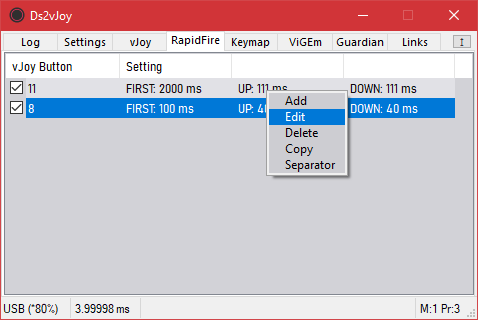 Ds2vJoy
Log Settings vJoy RapidFire Keymap ViGEm Guardian Links
vJoy Button Setting
11 FIRST: 2000 ms UP: 111 ms DOWN: 111 ms
8 FIRST: 100 ms UP: DOWN: 40 ms
Add
Edit
Delete
Copy
Separator
USB (*80%) 3.99998 ms M:1 Pr:3